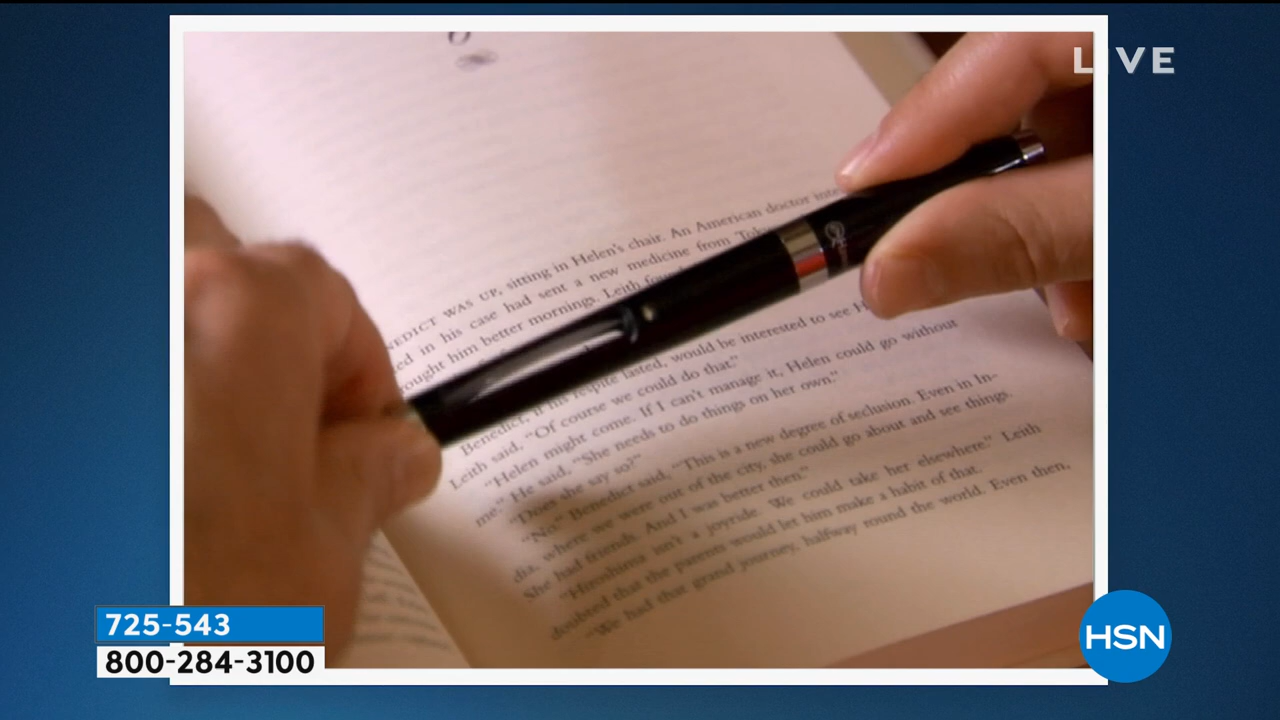 LIVE
EDICT WAS UP, sitting in Helen's chair. An American doctor inte
ed in his case had sent a new medicine from Tok
ought him better mornings. Leith fou
Benedict, if his respite lasted, would be interested to see H
Leith said, "Of course we could do that."
"Helen might come. If I can't manage it, Helen could go without
me." He said, "She needs to do things on her own."
"Does she say so?"
"No." Benedict said, "This is a new degree of seclusion. Even in In-
dia, where we were out of the city, she could go about and see things.
She had friends. And I was better then."
"Hiroshima isn't a joyride. We could take her elsewhere." Leith
doubted that the parents would let him make a habit of that.
"We had that grand journey, halfway round the world. Even then,
725-543
800-284-3100
HSN